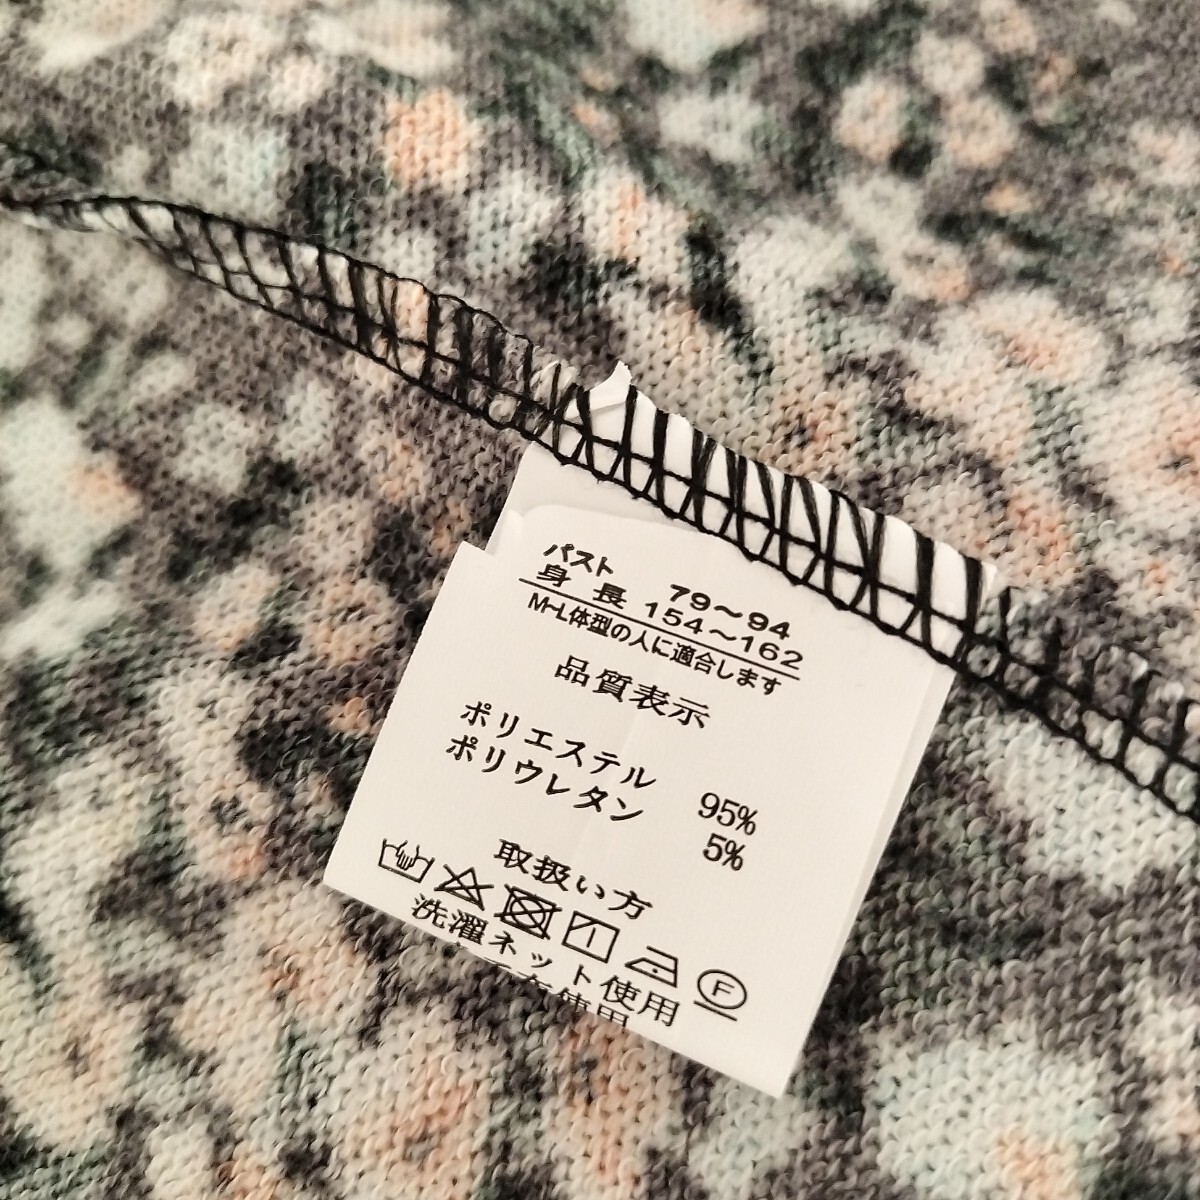 パスト 79～94
身長 154～162
M-L体型の人に適合します
品質表示
ポリエステル 95%
ポリウレタン 5%
取扱い方
F
洗濯ネット使用